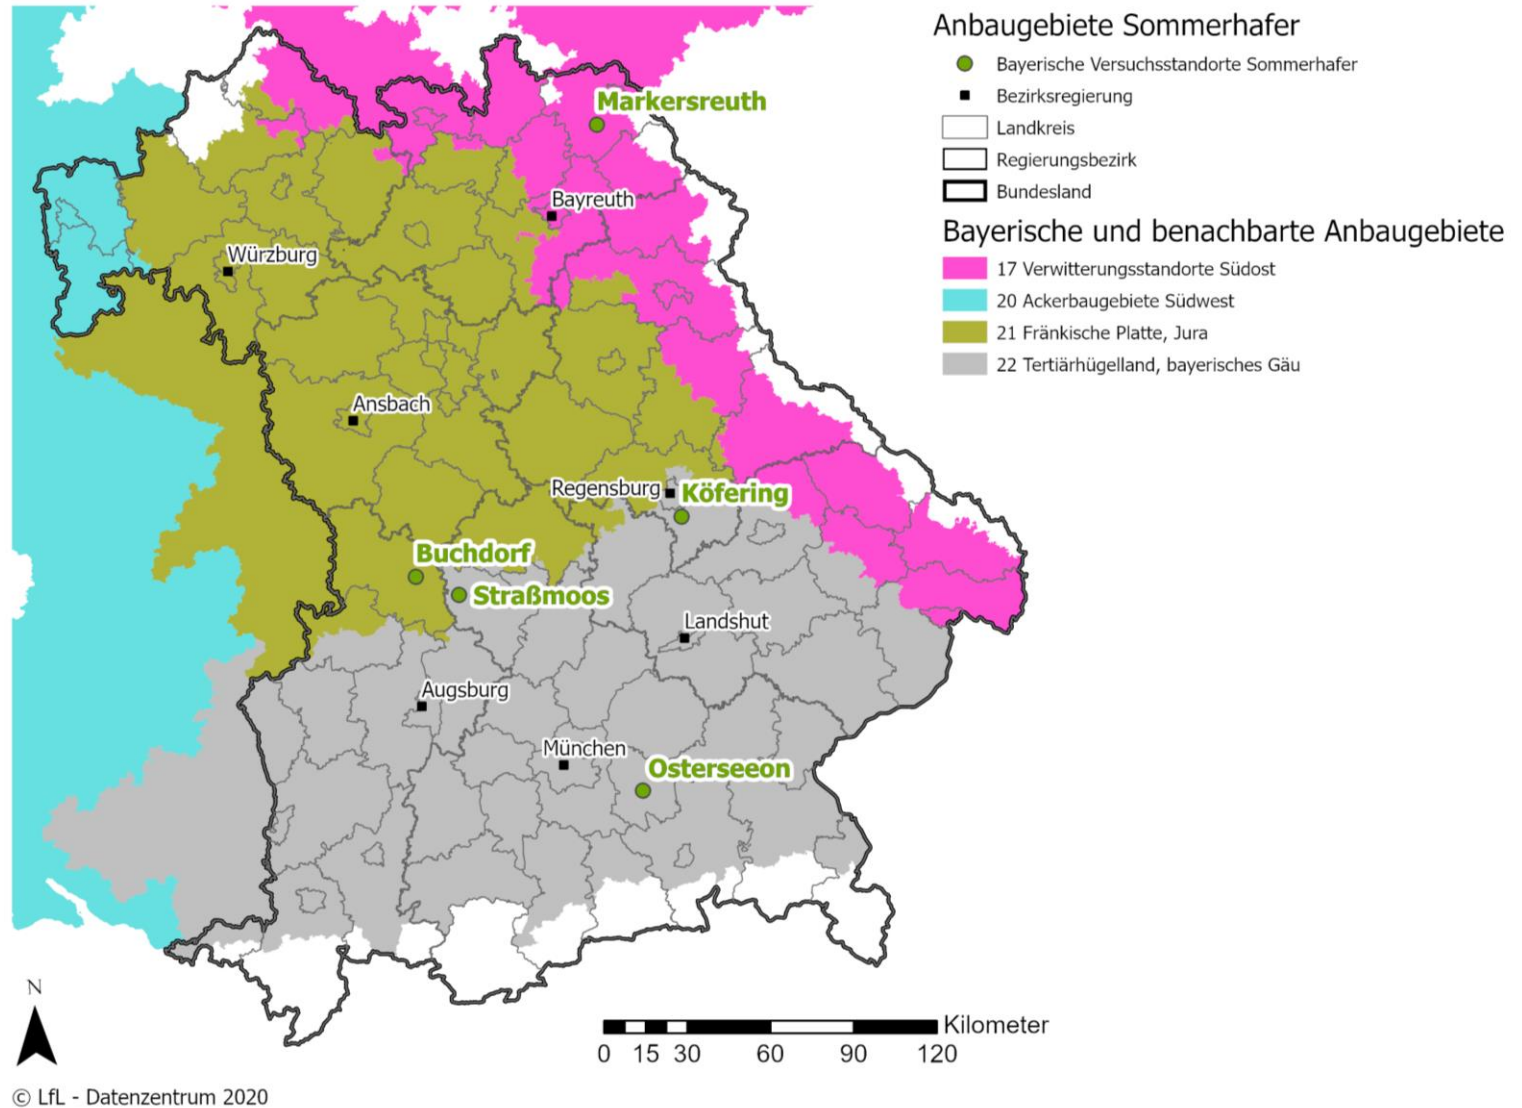 Anbaugebiete Sommerhafer
Bayerische Versuchsstandorte Sommerhafer
Bezirksregierung
Landkreis
Regierungsbezirk
Bundesland
Bayerische und benachbarte Anbaugebiete
17 Verwitterungsstandorte Südost
20 Ackerbaugebiete Südwest
21 Fränkische Platte, Jura
22 Tertiärhügelland, bayerisches Gäu
Markersreuth
Bayreuth
Würzburg
Ansbach
Regensburg
Köfering
Buchdorf
Straßmoos
Landshut
Augsburg
München
Osterseeon
N
Kilometer
0 15 30 60 90 120
© LfL - Datenzentrum 2020